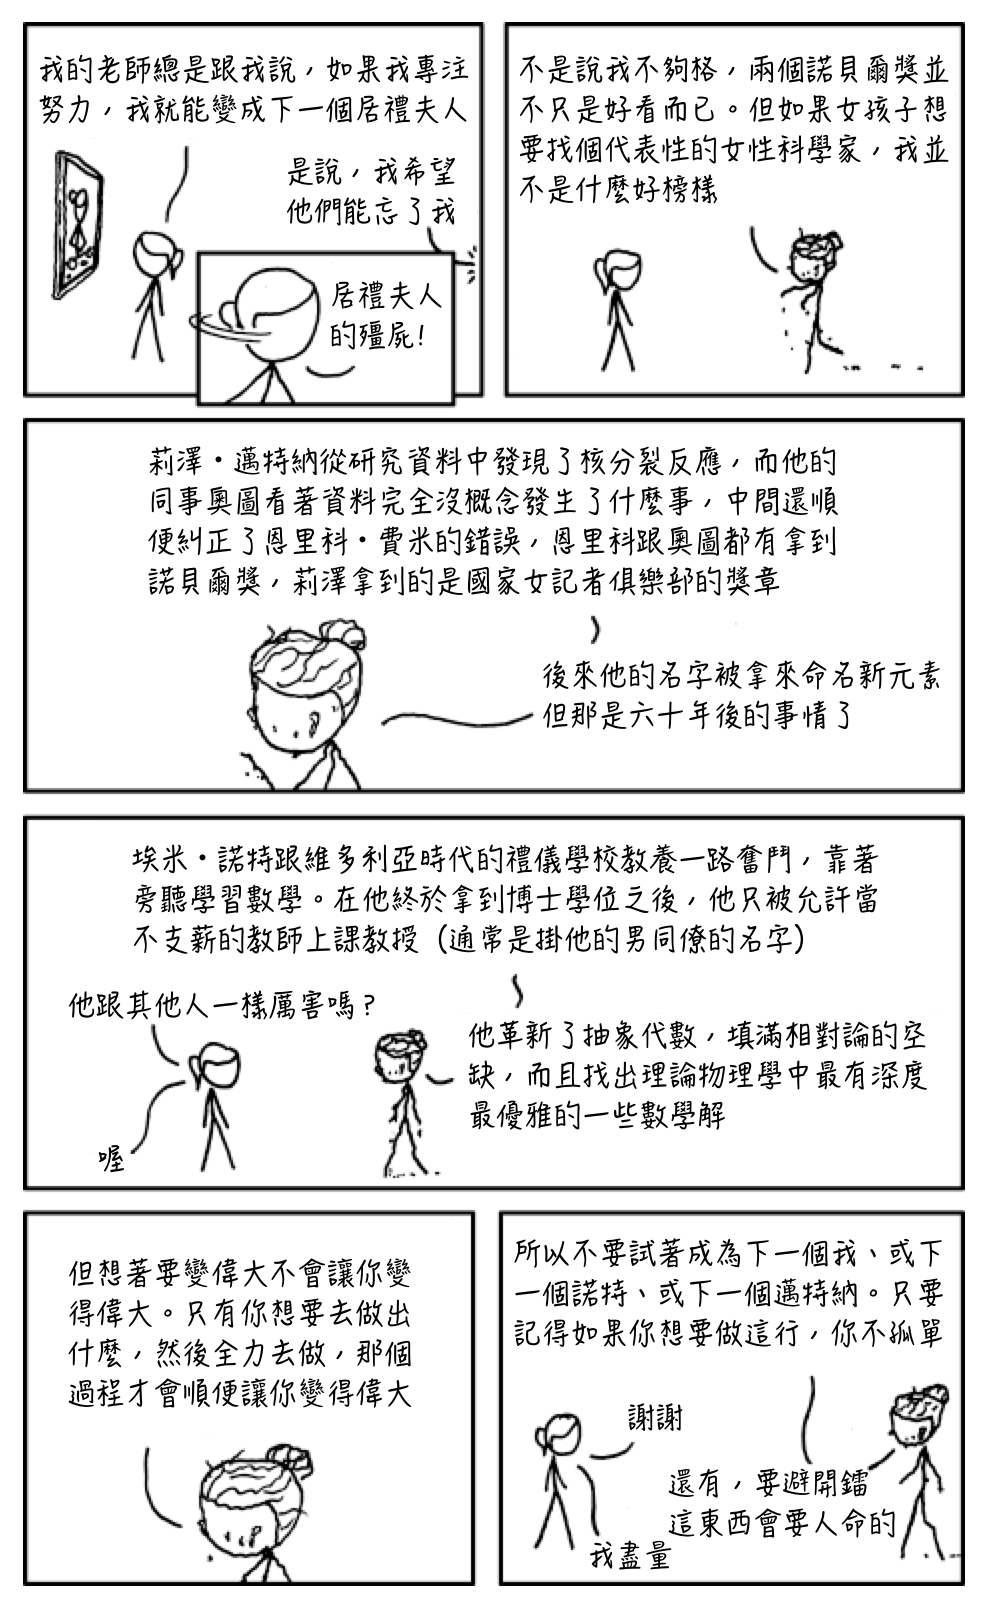 我的老師總是跟我說，如果我專注
努力，我就能變成下一個居禮夫人
是說，我希望
他們能忘了我
居禮夫人
的殭屍！
不是說我不夠格，兩個諾貝爾獎並
不只是好看而已。但如果女孩子想
要找個代表性的女性科學家，我並
不是什麼好榜樣
莉澤·邁特納從研究資料中發現了核分裂反應，而他的
同事奧圖看著資料完全沒概念發生了什麼事，中間還順
便糾正了恩里科·費米的錯誤，恩里科跟奧圖都有拿到
諾貝爾獎，莉澤拿到的是國家女記者俱樂部的獎章
後來他的名字被拿來命名新元素
但那是六十年後的事情了
埃米·諾特跟維多利亞時代的禮儀學校教養一路奮鬥，靠著
旁聽學習數學。在他終於拿到博士學位之後，他只被允許當
不支薪的教師上課教授（通常是掛他的男同僚的名字）
他跟其他人一樣厲害嗎？
他革新了抽象代數，填滿相對論的空
缺，而且找出理論物理學中最有深度
最優雅的一些數學解
喔
但想著要變偉大不會讓你變
得偉大。只有你想要去做出
什麼，然後全力去做，那個
過程才會順便讓你變得偉大
所以不要試著成為下一個我、或下
一個諾特、或下一個邁特納。只要
記得如果你想要做這行，你不孤單
謝謝
還有，要避開鐳
這東西會要人命的
我盡量